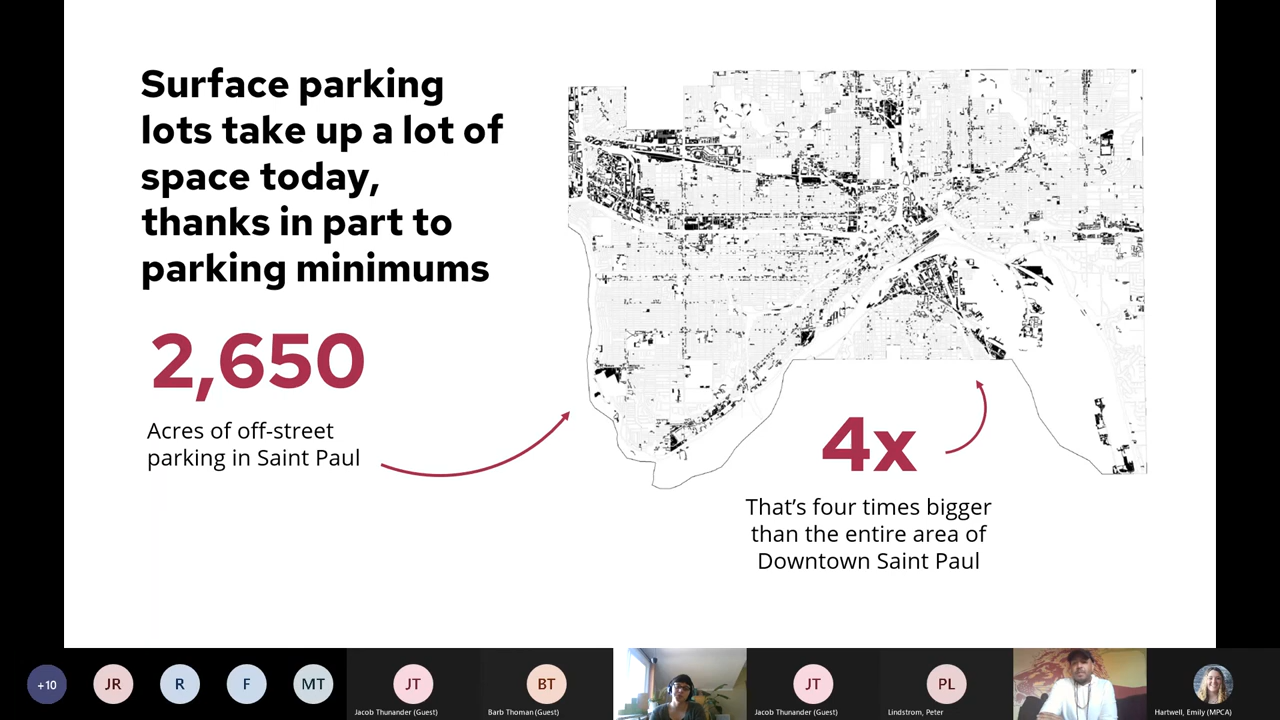 Surface parking
lots take up a lot of
space today,
thanks in part to
parking minimums
2,650
Acres of off-street
parking in Saint Paul
4x
That's four times bigger
than the entire area of
Downtown Saint Paul
+10
JR
R
F
MT
JT
Jacob Thunander (Guest)
BT
Barb Thoman (Guest)
JT
Jacob Thunander (Guest)
PL
Lindstrom, Peter
Hartwell, Emily (MPCA)